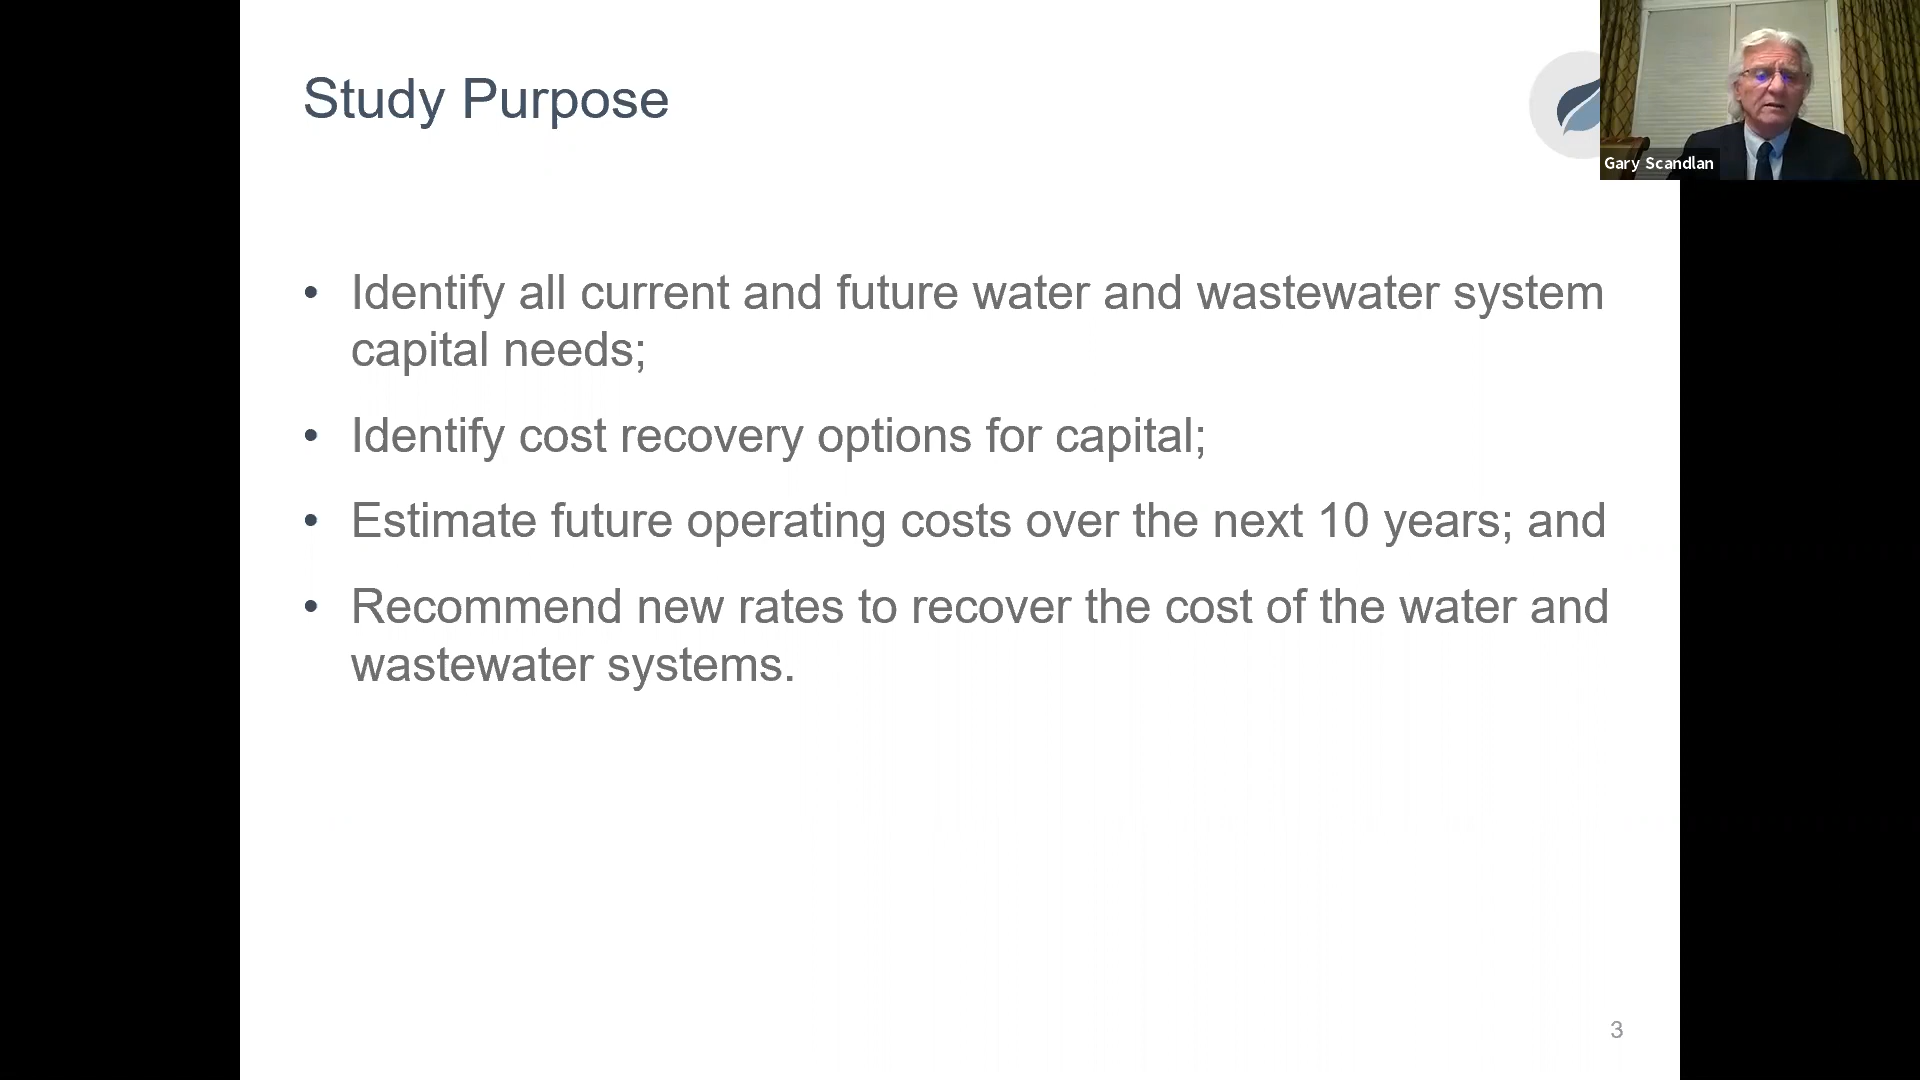 Study Purpose
Gary Scandlan
• Identify all current and future water and wastewater system
capital needs;
• Identify cost recovery options for capital;
• Estimate future operating costs over the next 10 years; and
• Recommend new rates to recover the cost of the water and
wastewater systems.
3